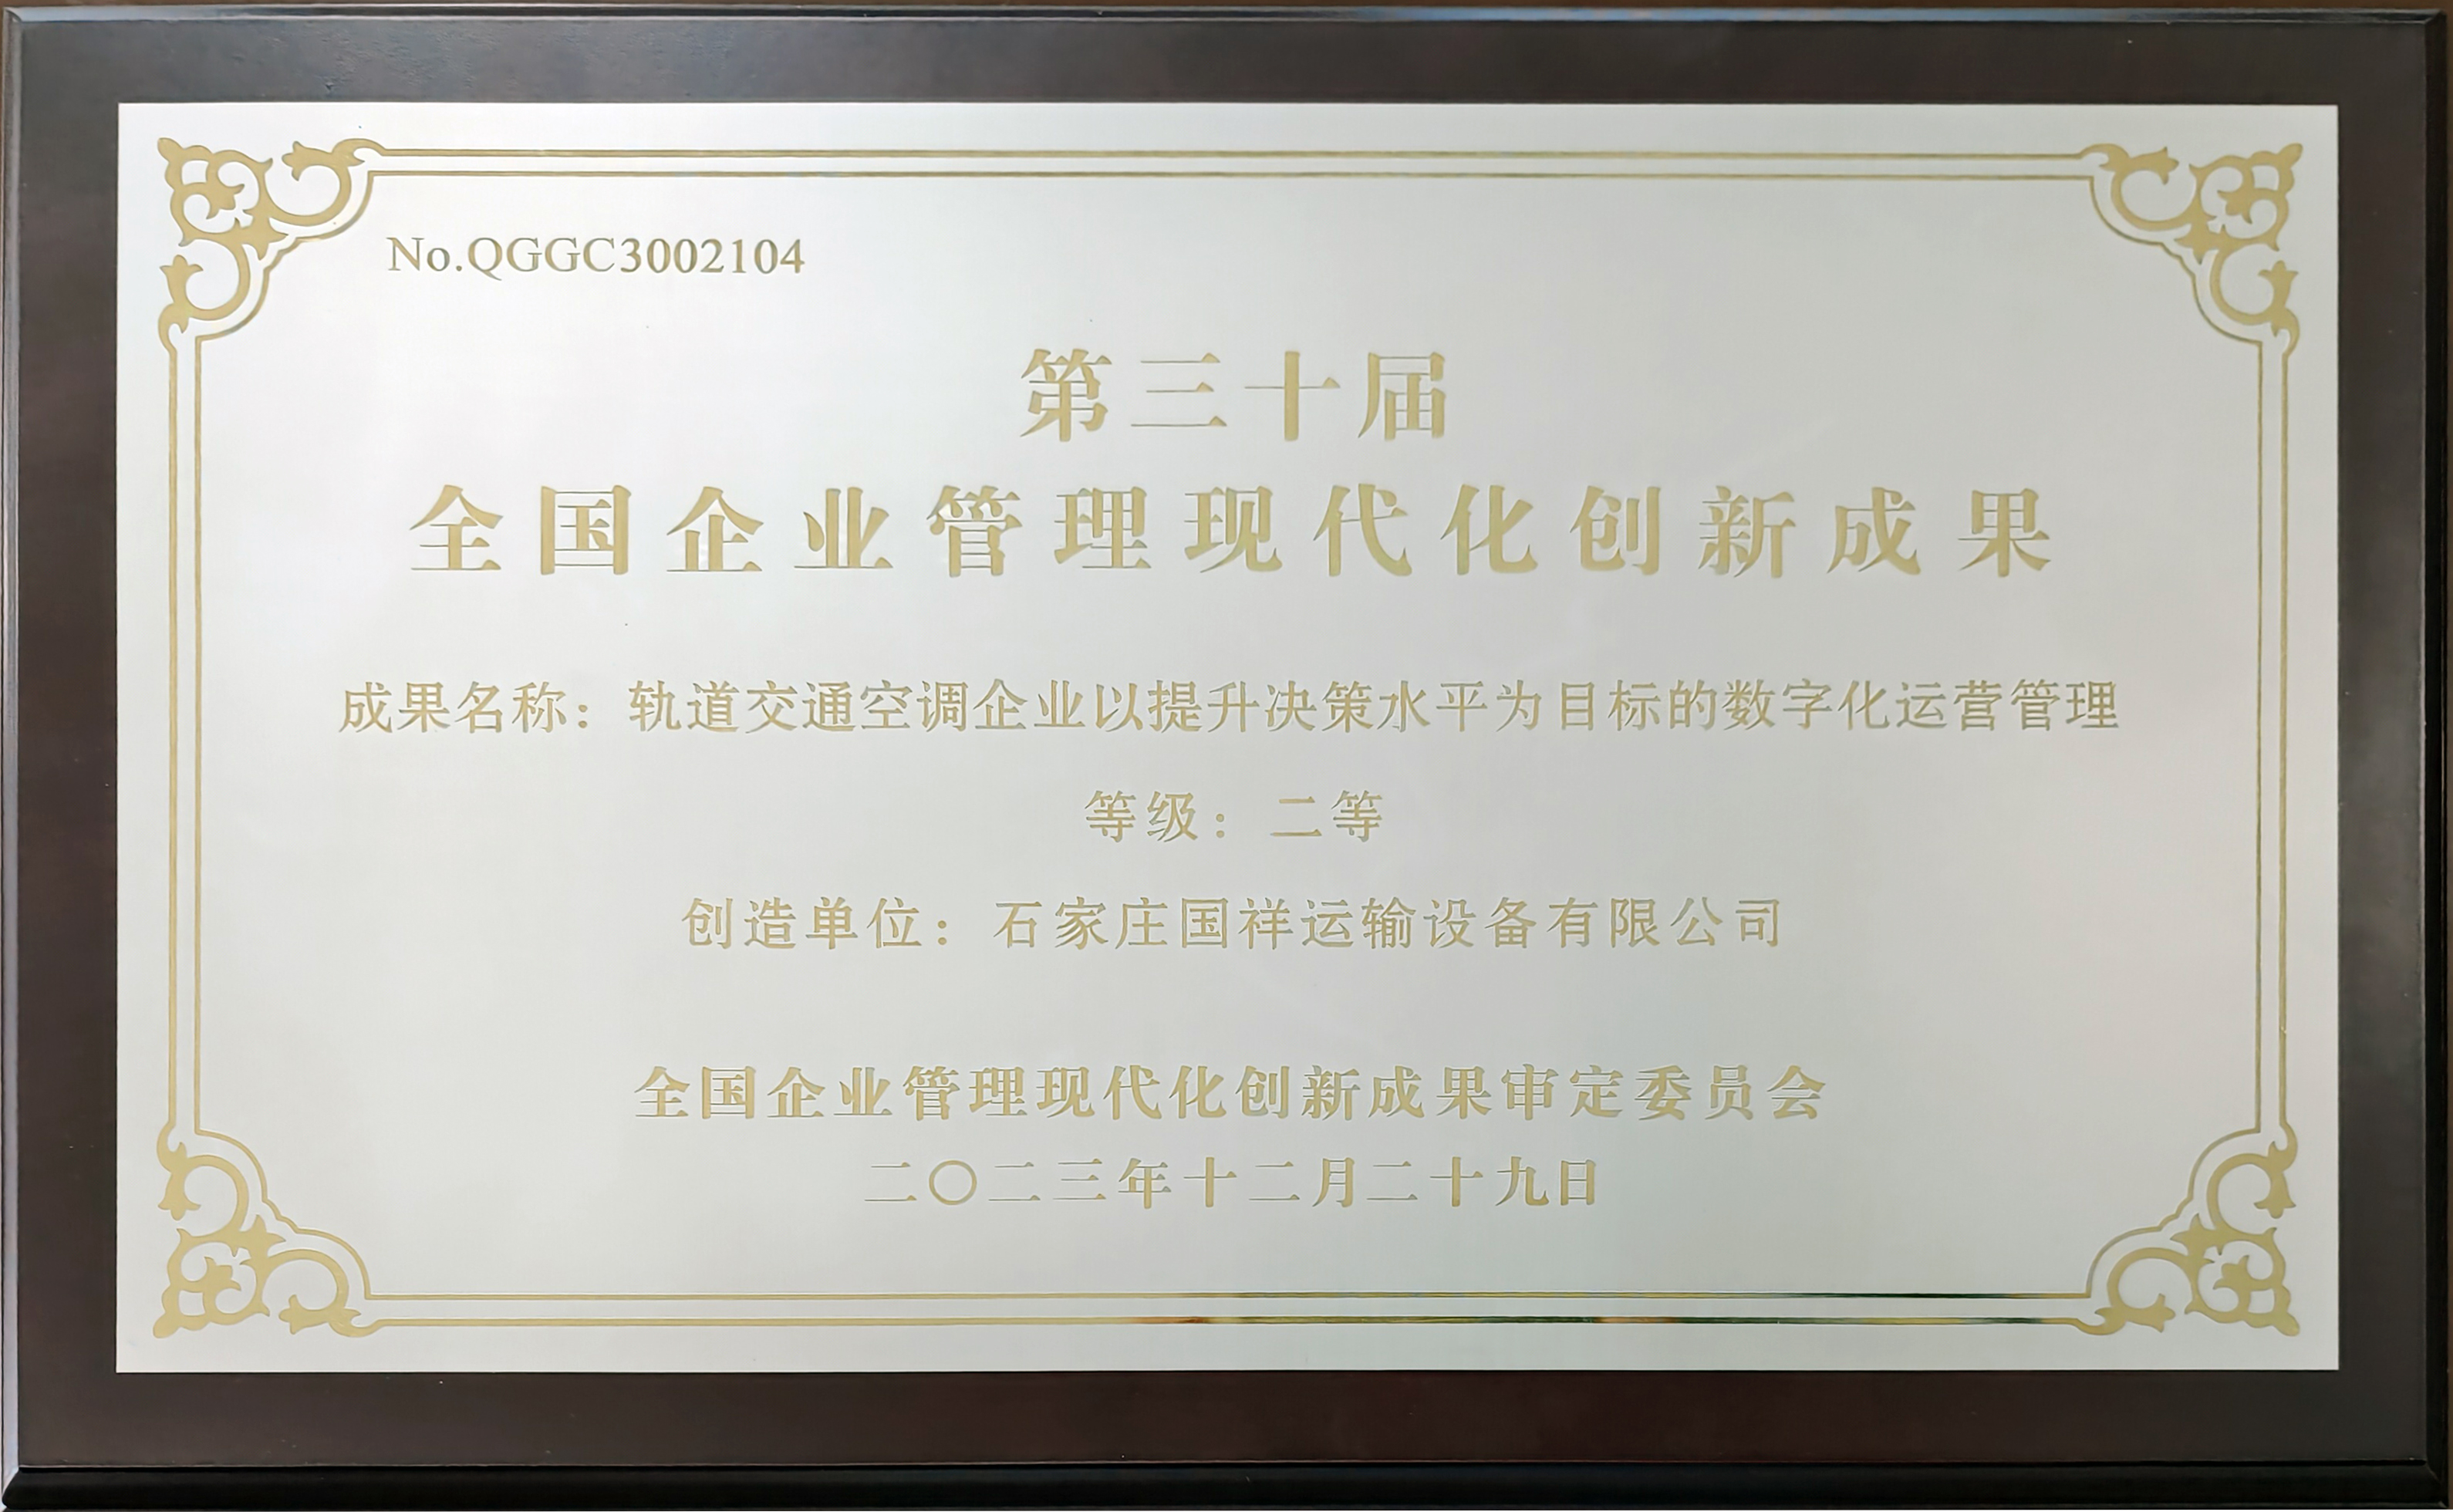 No.QGGC3002104
第三十届
全国企业管理现代化创新成果
成果名称：轨道交通空调企业以提升决策水平为目标的数字化运营管理
等级：二等
创造单位：石家庄国祥运输设备有限公司
全国企业管理现代化创新成果审定委员会
二〇二三年十二月二十九日